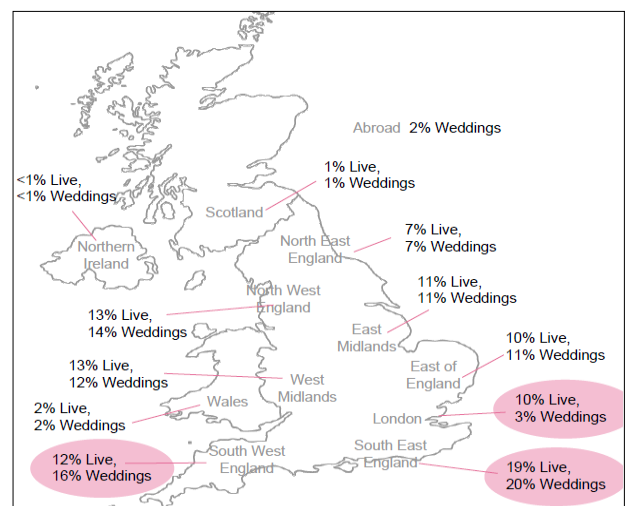 Abroad 2% Weddings
1% Live,
1% Weddings
<1% Live,
<1% Weddings
Scotland
Northern
Ireland
North East
England
7% Live,
7% Weddings
North West
England
11% Live,
11% Weddings
13% Live,
14% Weddings
East
Midlands
10% Live,
11% Weddings
East of
England
13% Live,
12% Weddings
West
Midlands
10% Live,
3% Weddings
2% Live,
2% Weddings
Wales
London
South West
England
South East
England
12% Live,
16% Weddings
19% Live,
20% Weddings